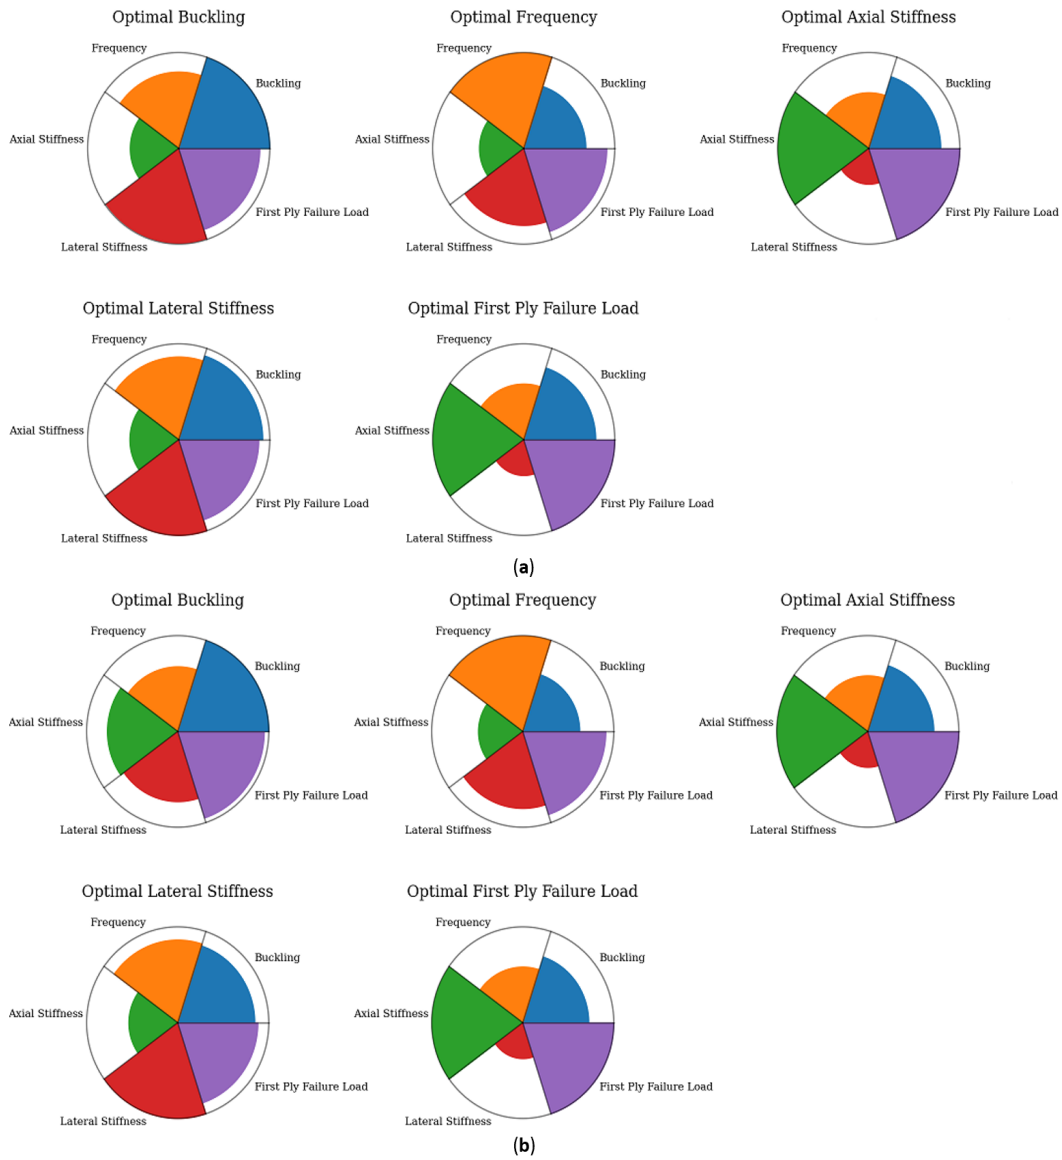 Optimal Buckling
Frequency
Buckling
Axial Stiffness
First Ply Failure Load
Lateral Stiffness
Optimal Frequency
Frequency
Buckling
Axial Stiffness
First Ply Failure Load
Lateral Stiffness
Optimal Axial Stiffness
Frequency
Buckling
Axial Stiffness
First Ply Failure Load
Lateral Stiffness
Optimal Lateral Stiffness
Frequency
Buckling
Axial Stiffness
First Ply Failure Load
Lateral Stiffness
Optimal First Ply Failure Load
Frequency
Buckling
Axial Stiffness
First Ply Failure Load
Lateral Stiffness
(a)
Optimal Buckling
Frequency
Buckling
Axial Stiffness
First Ply Failure Load
Lateral Stiffness
Optimal Frequency
Frequency
Buckling
Axial Stiffness
First Ply Failure Load
Lateral Stiffness
Optimal Axial Stiffness
Frequency
Buckling
Axial Stiffness
First Ply Failure Load
Lateral Stiffness
Optimal Lateral Stiffness
Frequency
Buckling
Axial Stiffness
First Ply Failure Load
Lateral Stiffness
Optimal First Ply Failure Load
Frequency
Buckling
Axial Stiffness
First Ply Failure Load
Lateral Stiffness
(b)